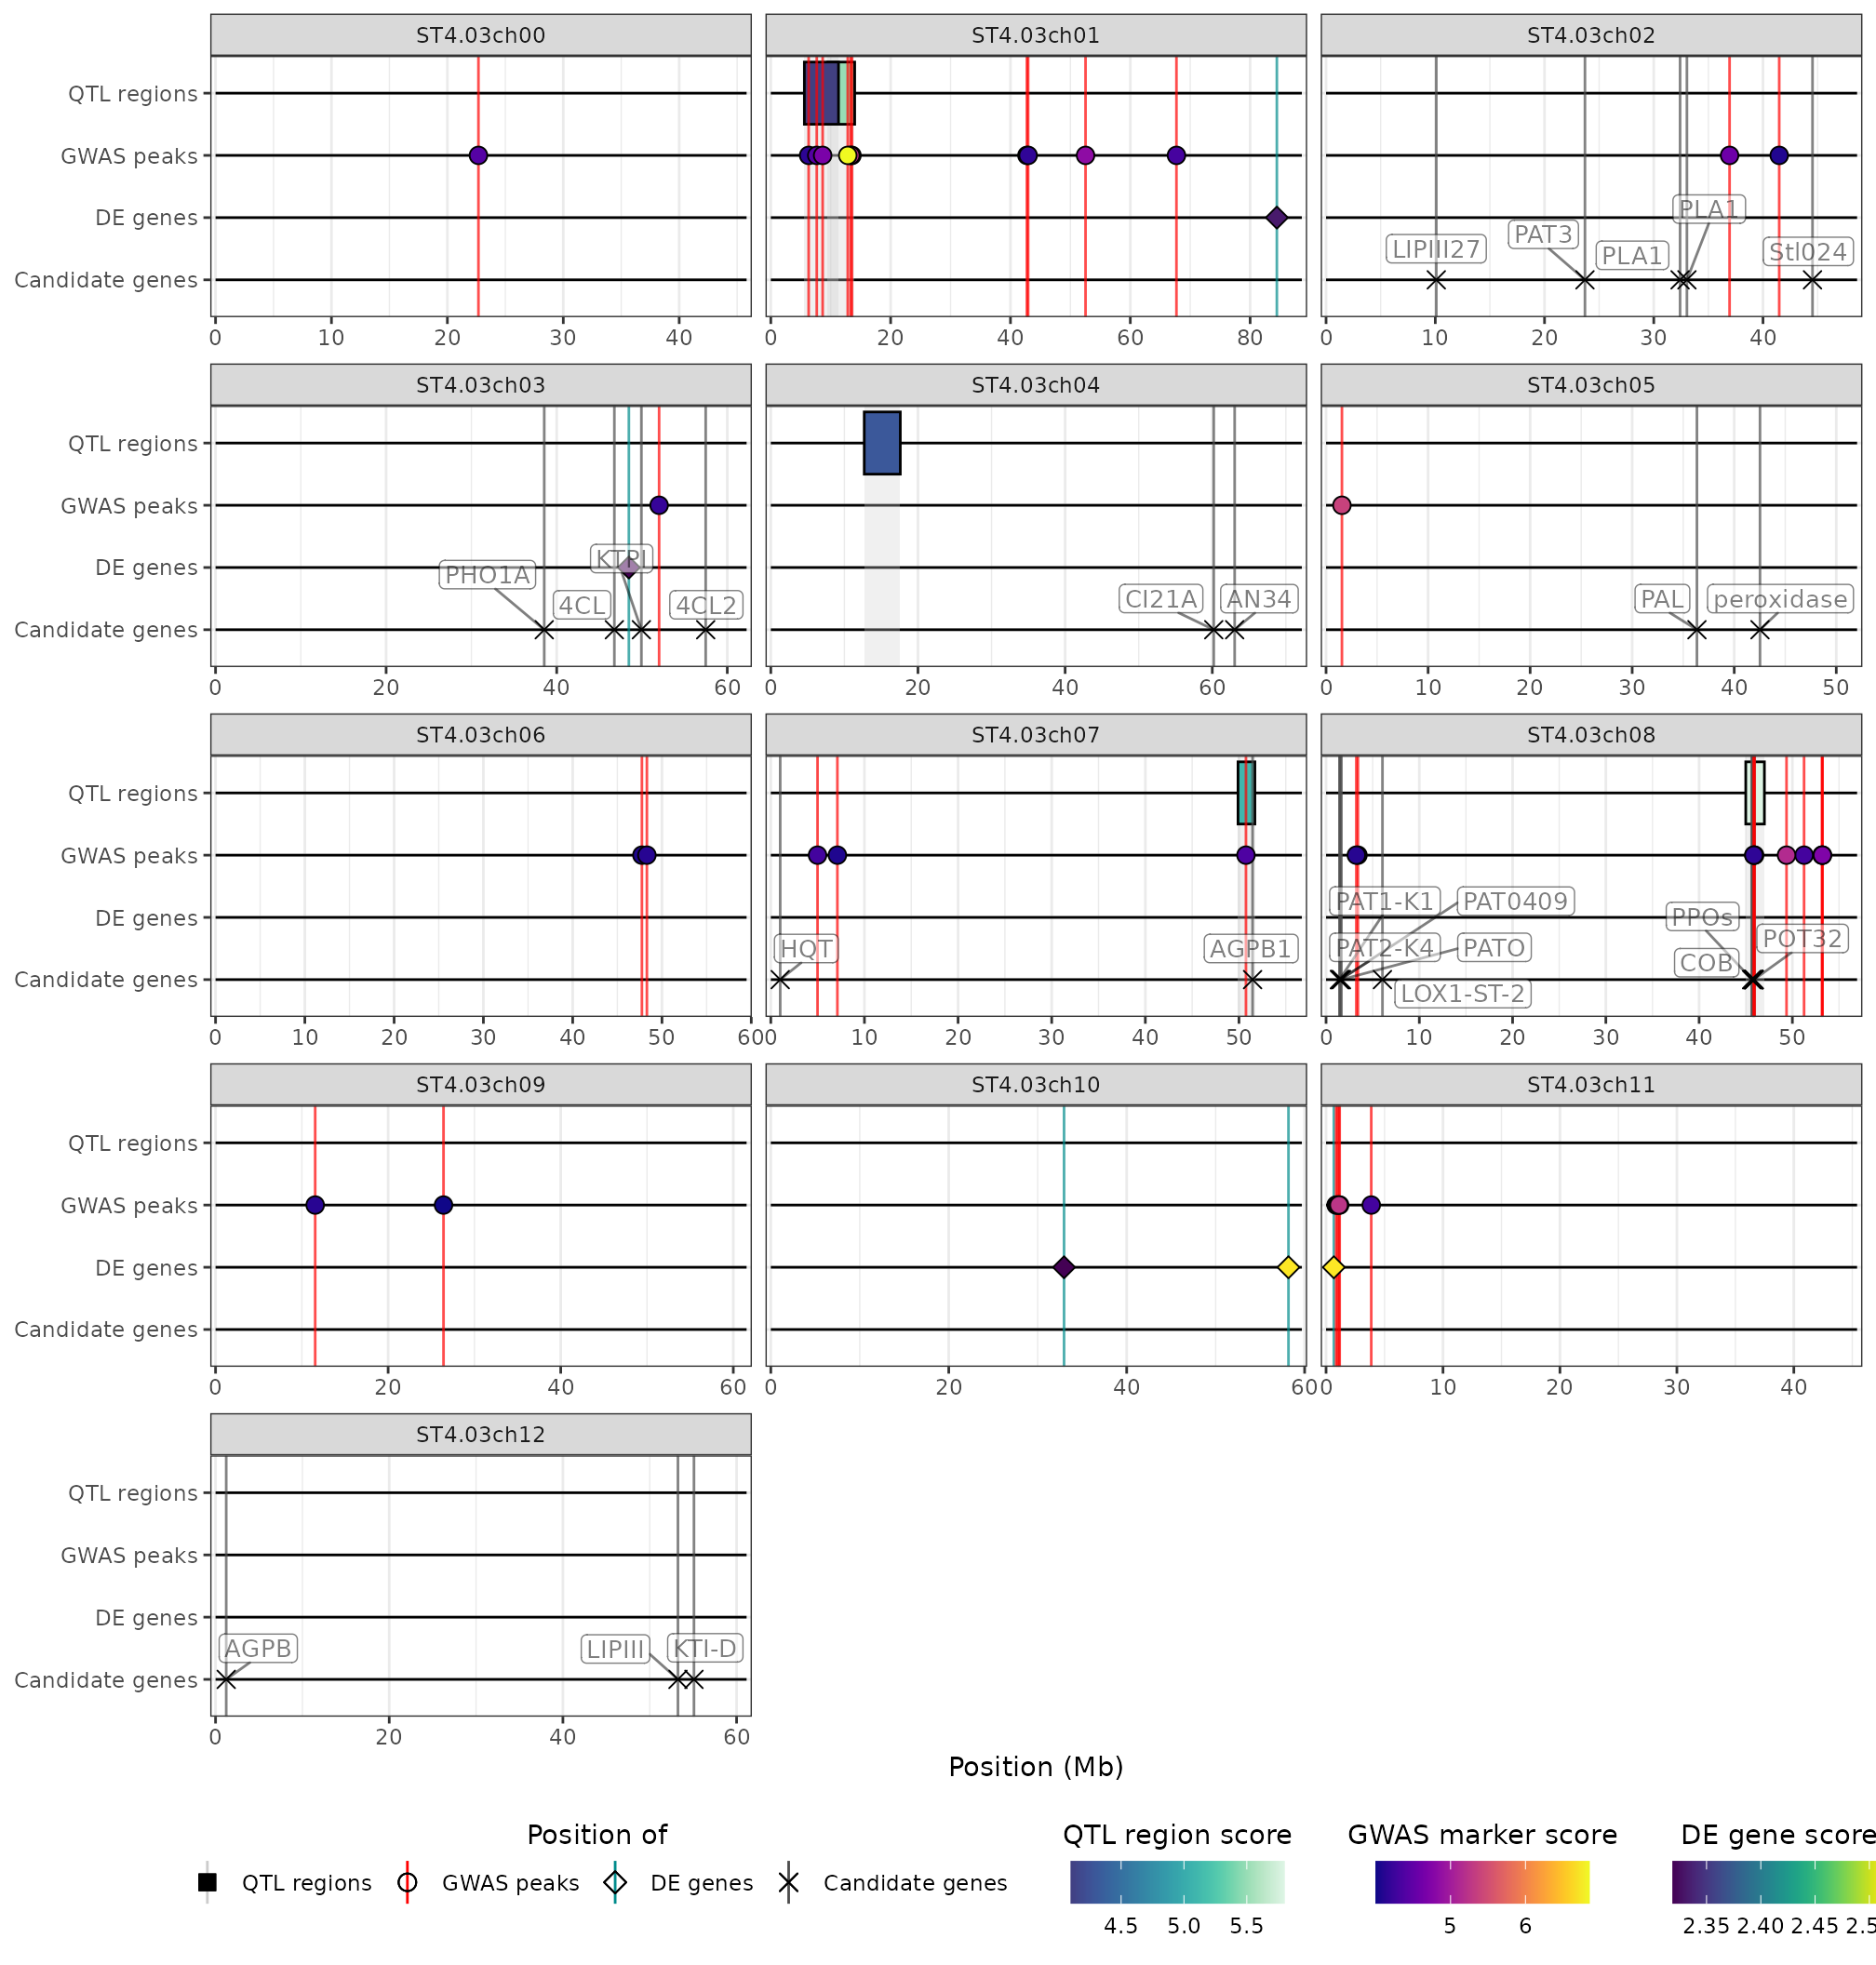 ST4.03ch00 ST4.03ch01 ST4.03ch02
QTL regions
GWAS peaks
DE genes
Candidate genes
LIPIII27 PAT3 PLA1 PLA1 StI024
0 10 20 30 40 0 20 40 60 80 0 10 20 30 40
ST4.03ch03 ST4.03ch04 ST4.03ch05
QTL regions
GWAS peaks
DE genes
Candidate genes
PHO1A 4CL KTPI 4CL2 CI21A AN34 PAL peroxidase
0 20 40 60 0 20 40 60 0 10 20 30 40 50
ST4.03ch06 ST4.03ch07 ST4.03ch08
QTL regions
GWAS peaks
DE genes
Candidate genes
HQT AGPB1 PAT1-K1 PAT0409 PAT2-K4 PATO LOX1-ST-2 PPOs COB POT32
0 10 20 30 40 50 60 0 10 20 30 40 50 0 10 20 30 40 50
ST4.03ch09 ST4.03ch10 ST4.03ch11
QTL regions
GWAS peaks
DE genes
Candidate genes
0 20 40 60 0 20 40 60 0 10 20 30 40
ST4.03ch12
QTL regions
GWAS peaks
DE genes
Candidate genes
AGPB LIPIII KTI-D
0 20 40 60
Position (Mb)
Position of QTL region score GWAS marker score DE gene score
QTL regions GWAS peaks DE genes Candidate genes
4.5 5.0 5.5 5 6 2.35 2.40 2.45